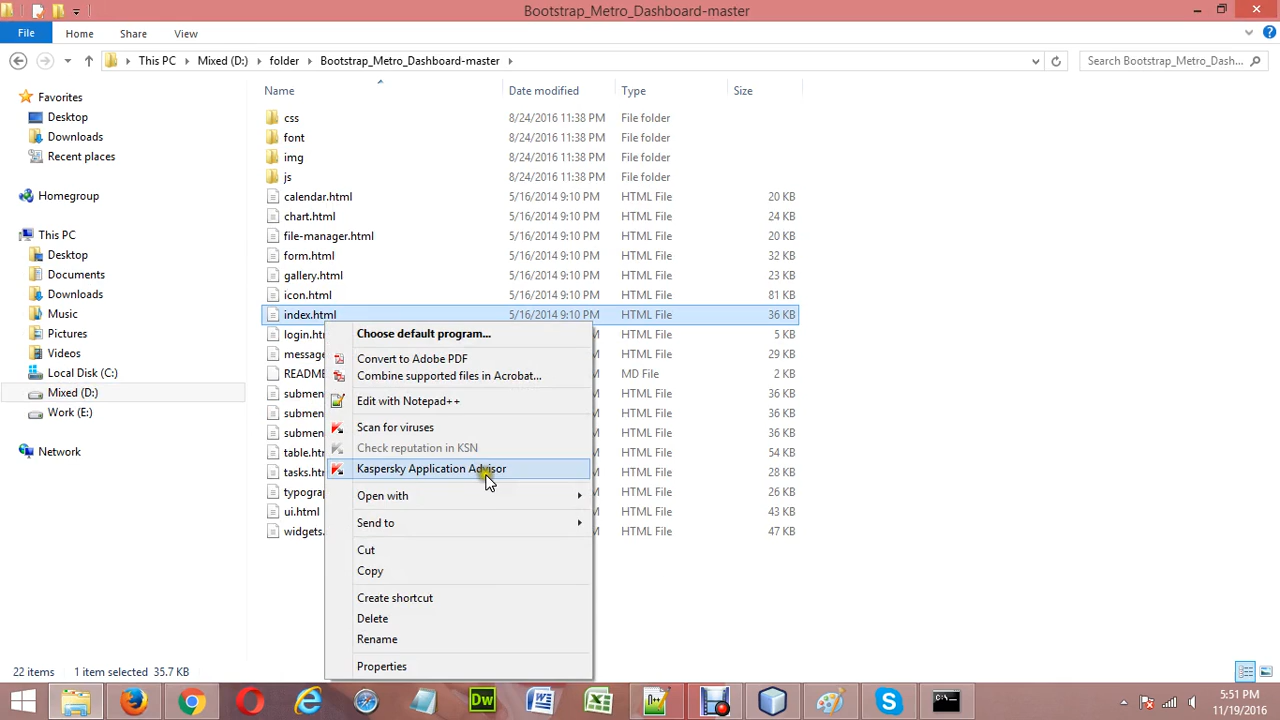 Bootstrap_Metro_Dashboard-master
File Home Share View
This PC Mixed (D:) folder Bootstrap_Metro_Dashboard-master Search Bootstrap_Metro_Dash...
Name Date modified Type Size
Favorites
Desktop
Downloads
Recent places
Homegroup
This PC
Desktop
Documents
Downloads
Music
Pictures
Videos
Local Disk (C:)
Mixed (D:)
Work (E:)
Network
css 8/24/2016 11:38 PM File folder
font 8/24/2016 11:38 PM File folder
img 8/24/2016 11:38 PM File folder
js 8/24/2016 11:38 PM File folder
calendar.html 5/16/2014 9:10 PM HTML File 20 KB
chart.html 5/16/2014 9:10 PM HTML File 24 KB
file-manager.html 5/16/2014 9:10 PM HTML File 20 KB
form.html 5/16/2014 9:10 PM HTML File 32 KB
gallery.html 5/16/2014 9:10 PM HTML File 23 KB
icon.html 5/16/2014 9:10 PM HTML File 81 KB
index.html 5/16/2014 9:10 PM HTML File 36 KB
login.ht HTML File 5 KB
message HTML File 29 KB
README MD File 2 KB
subme HTML File 43 KB
subme HTML File 43 KB
subme HTML File 43 KB
table.ht HTML File 54 KB
tasks.ht HTML File 26 KB
typogra HTML File 25 KB
ui.html HTML File 43 KB
widgets. HTML File 47 KB
Choose default program...
Convert to Adobe PDF
Combine supported files in Acrobat...
Edit with Notepad++
Scan for viruses
Check reputation in KSN
Kaspersky Application Advisor
Open with
Send to
Cut
Copy
Create shortcut
Delete
Rename
Properties
22 items 1 item selected 35.7 KB
5:51 PM
11/19/2016